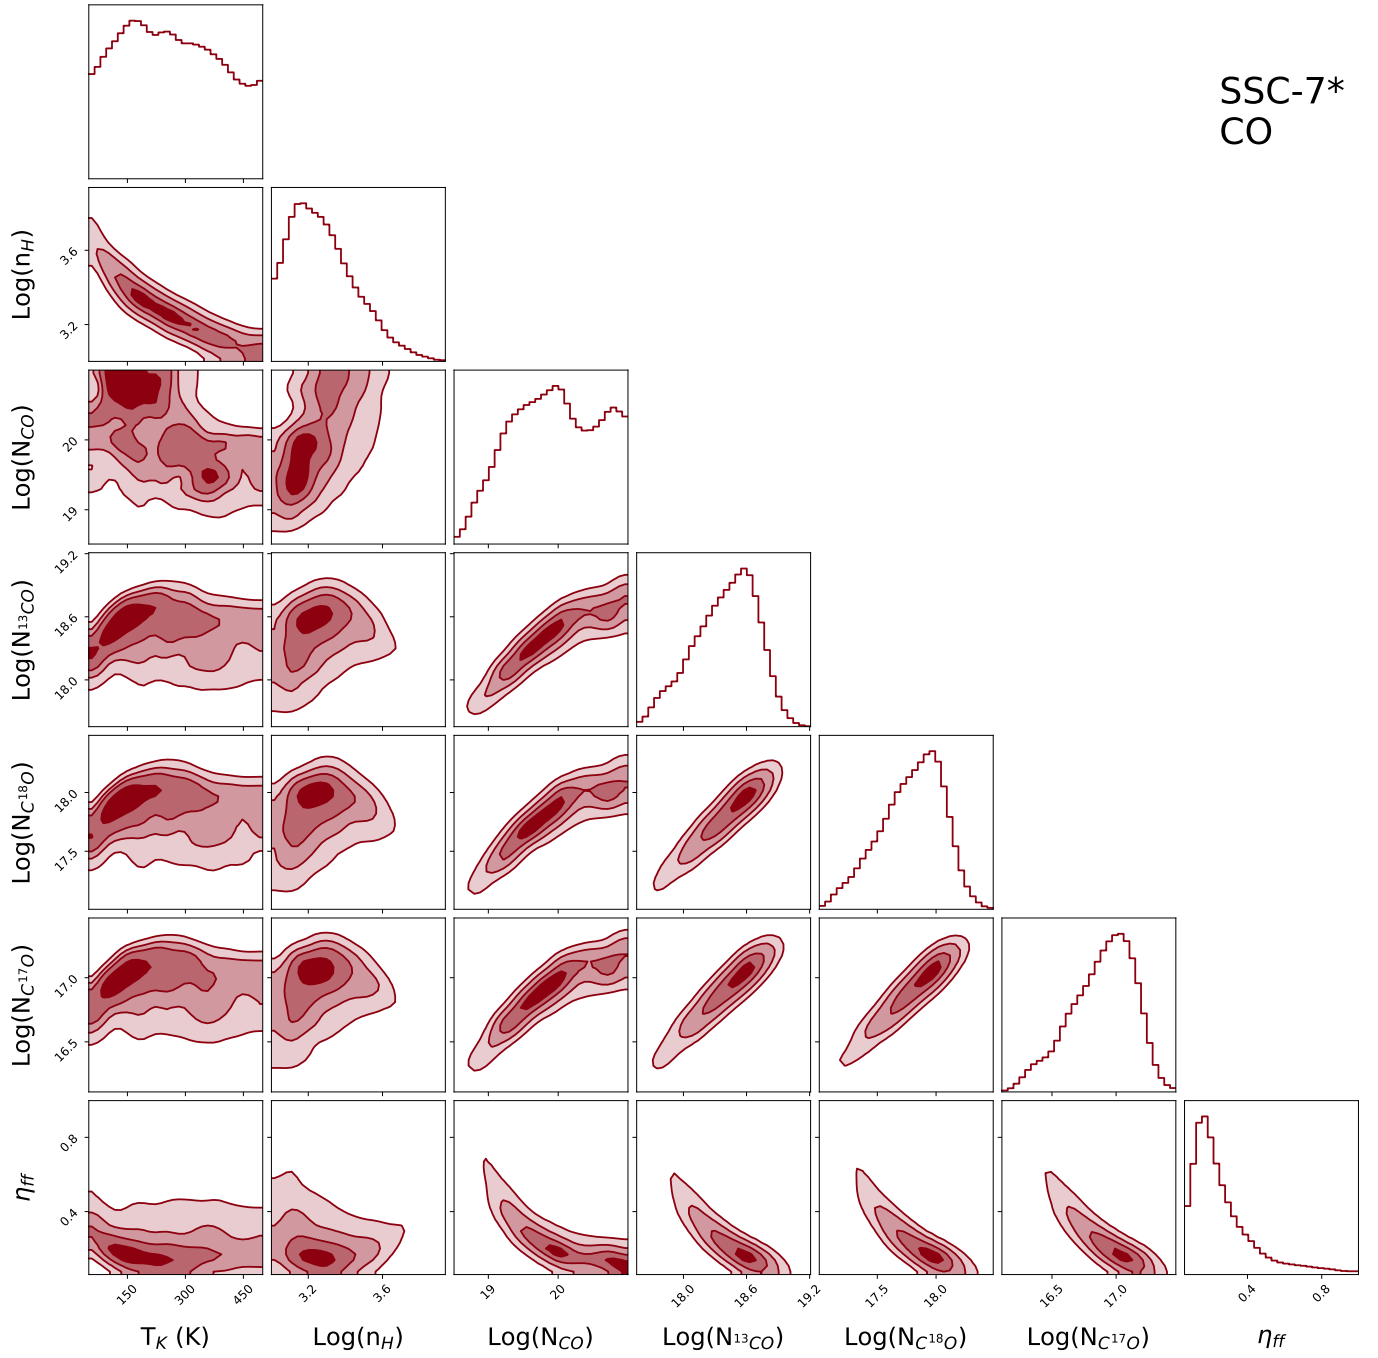 SSC-7*
CO
Log(n_H)
3.6
3.2
Log(N_CO)
20
19
Log(N_13CO)
19.2
18.6
18.0
Log(N_C18O)
18.0
17.5
Log(N_C17O)
17.0
16.5
η_ff
0.8
0.4
150 300 450 3.2 3.6 19 20 18.0 18.6 19.2 17.5 18.0 16.5 17.0 0.4 0.8
T_K (K) Log(n_H) Log(N_CO) Log(N_13CO) Log(N_C18O) Log(N_C17O) η_ff